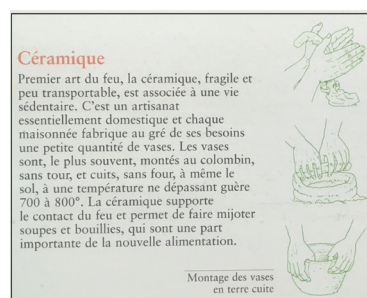 Céramique
Premier art du feu, la céramique, fragile et
peu transportable, est associée à une vie
sédentaire. C'est un artisanat
essentiellement domestique et chaque
maisonnée fabrique au gré de ses besoins
une petite quantité de vases. Les vases
sont, le plus souvent, montés au colombin,
sans tour, et cuits, sans four, à même le
sol, à une température ne dépassant guère
700 à 800°. La céramique supporte
le contact du feu et permet de faire mijoter
soupes et bouillies, qui sont une part
importante de la nouvelle alimentation.
Montage des vases
en terre cuite